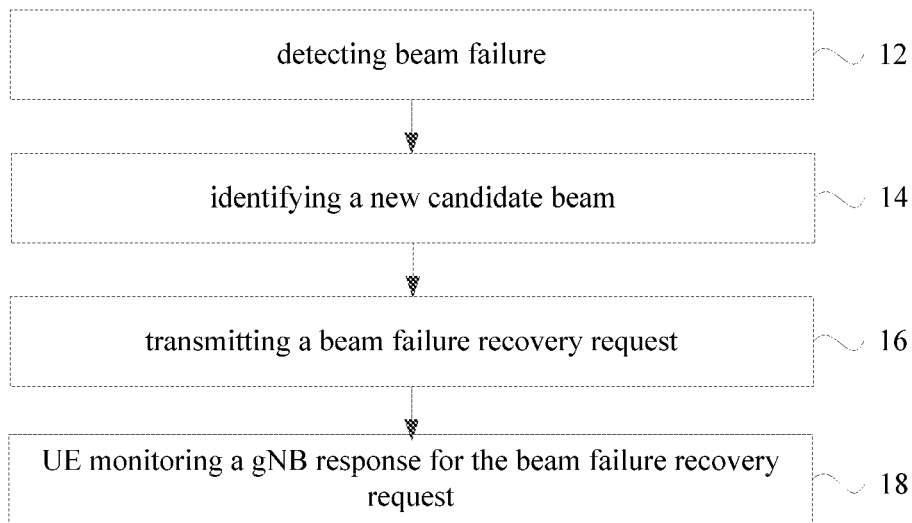 detecting beam failure
12
identifying a new candidate beam
14
transmitting a beam failure recovery request
16
UE monitoring a gNB response for the beam failure recovery
request
18